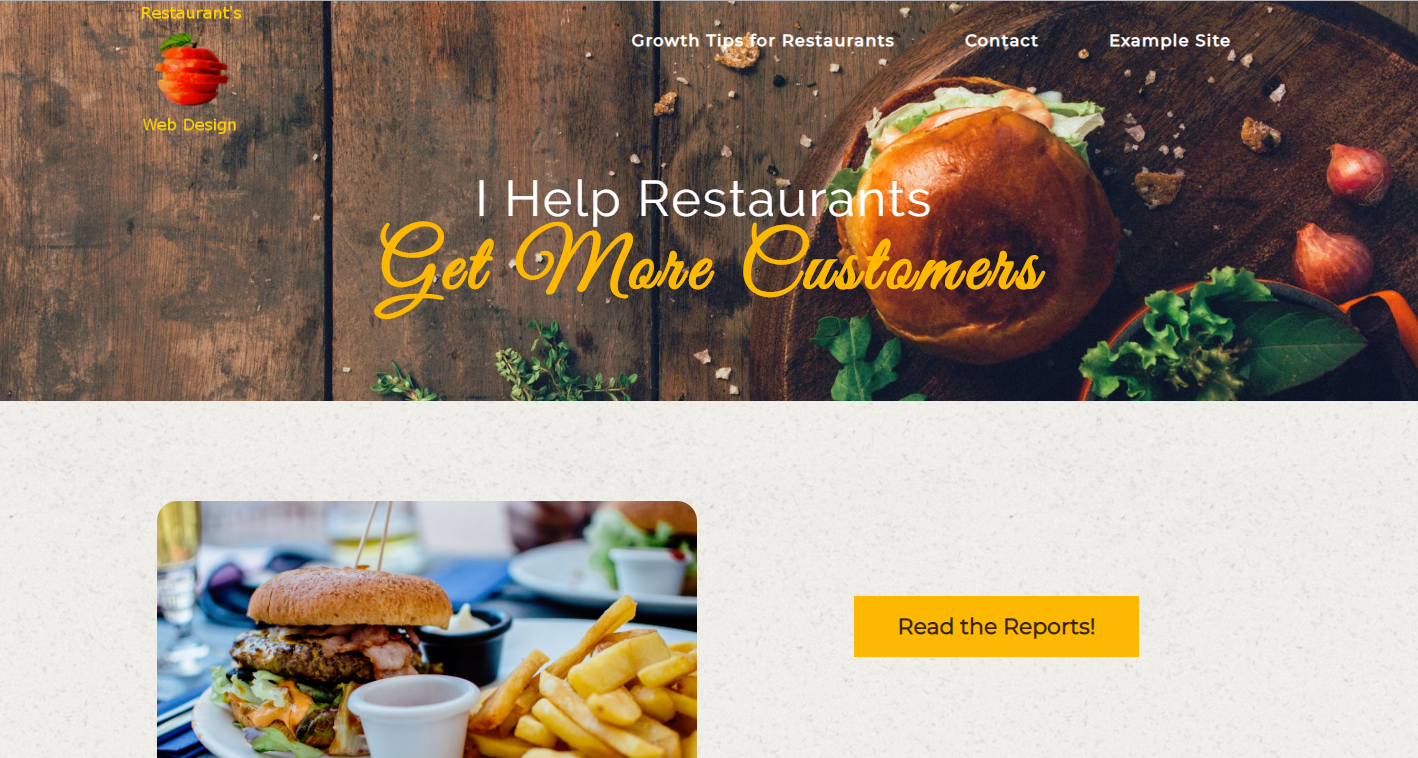 Restaurant's
Web Design
Growth Tips for Restaurants
Contact
Example Site
I Help Restaurants
Get More Customers
Read the Reports!